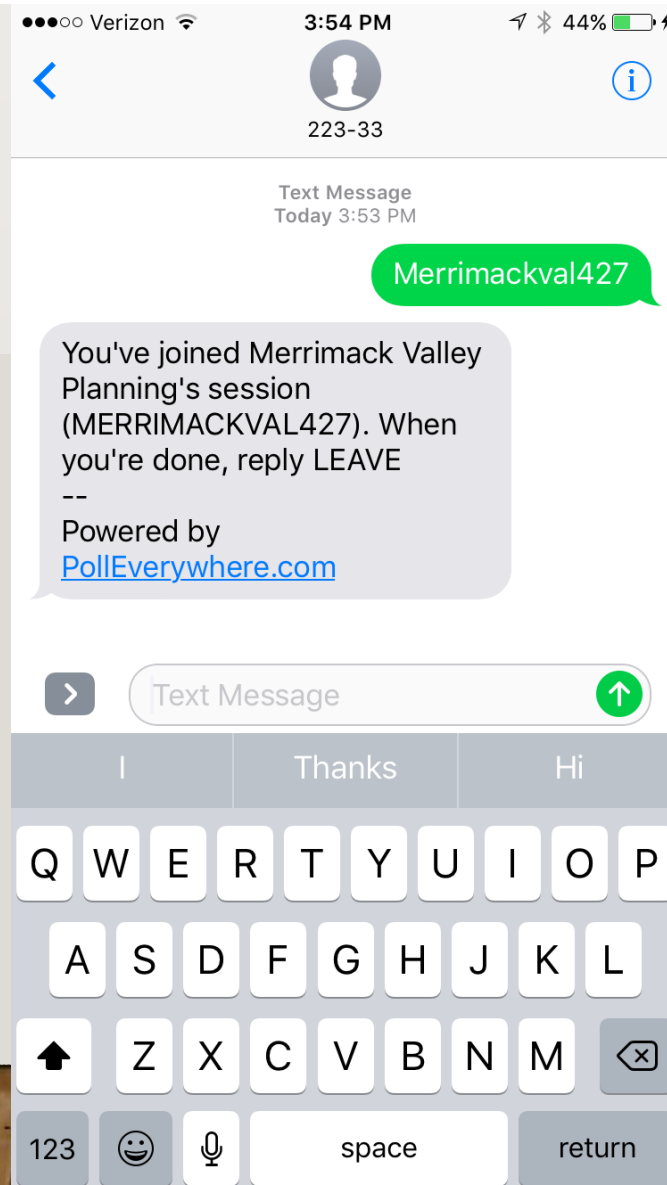 ●●●○○ Verizon 3:54 PM 44%
223-33
Text Message
Today 3:53 PM
Merrimackval427
You've joined Merrimack Valley
Planning's session
(MERRIMACKVAL427). When
you're done, reply LEAVE
--
Powered by
PollEverywhere.com
Text Message
I Thanks Hi
Q W E R T Y U I O P
A S D F G H J K L
Z X C V B N M
123 space return